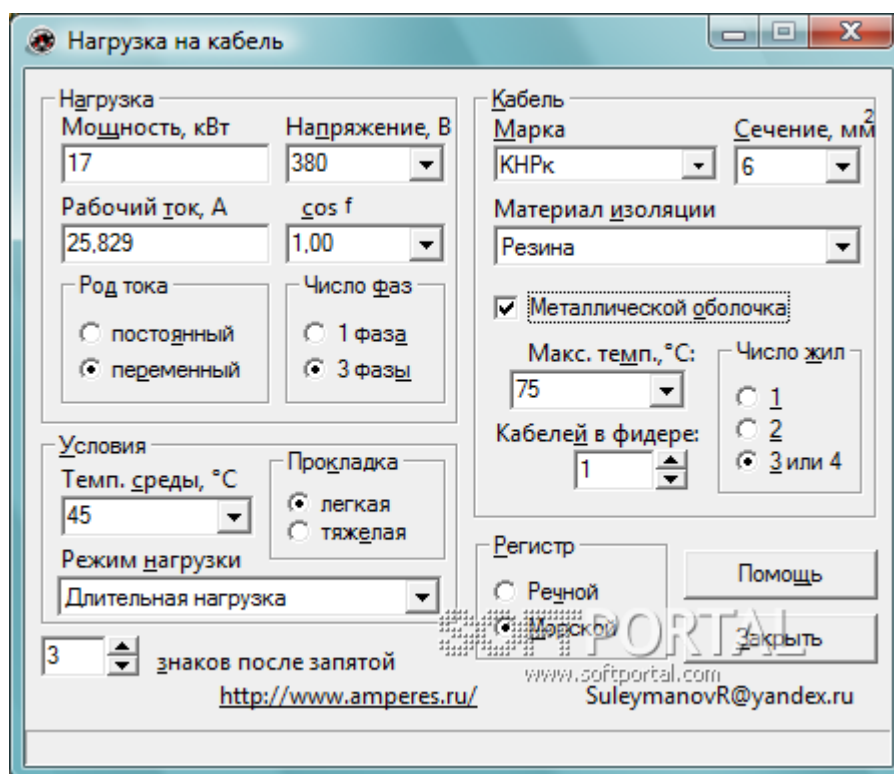 Нагрузка на кабель
Нагрузка
Мощность, кВт
Напряжение, В
17
380
Рабочий ток, А
cos f
25,829
1,00
Род тока
постоянный
переменный
Число фаз
1 фаза
3 фазы
Кабель
Марка
Сечение, мм2
КНРк
6
Материал изоляции
Резина
Металлической оболочка
Макс. темп.,°C:
75
Кабелей в фидере:
1
Число жил
1
2
3 или 4
Условия
Темп. среды, °C
45
Прокладка
легкая
тяжелая
Режим нагрузки
Длительная нагрузка
Регистр
Речной
Морской
Помощь
Закрыть
SOFTPORTAL
www.softportal.com
3
знаков после запятой
http://www.amperes.ru/
SuleymanovR@yandex.ru